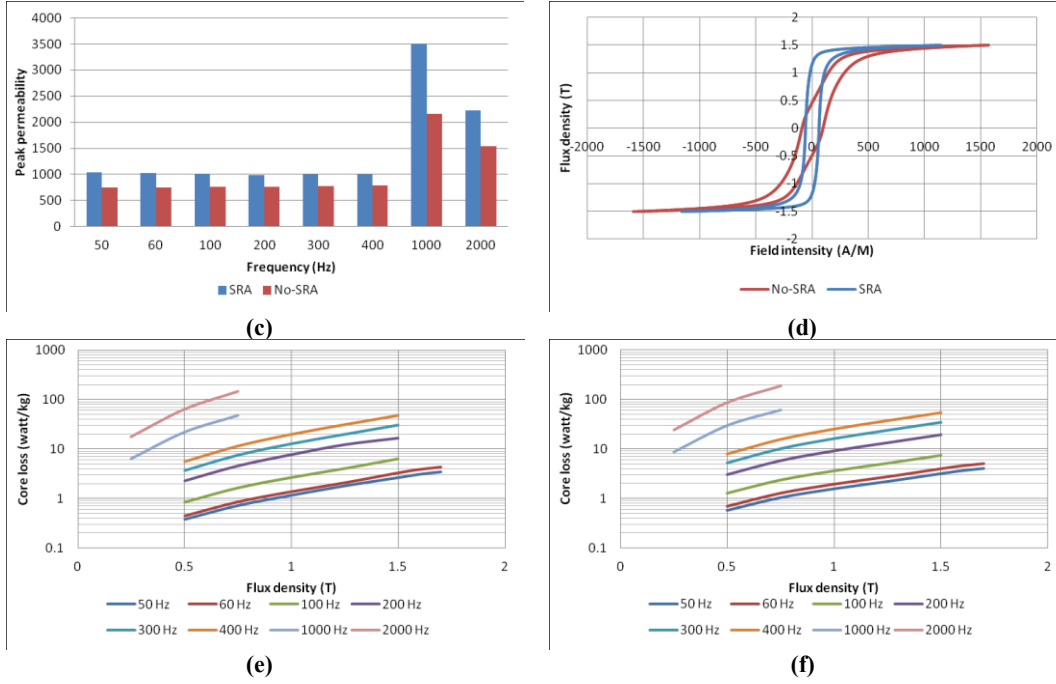 4000
3500
3000
2500
2000
1500
1000
500
0
Peak permeability
50 60 100 200 300 400 1000 2000
Frequency (Hz)
SRA No-SRA
(c)
2
1.5
1
0.5
0
-2000 -1500 -1000 -500 0 500 1000 1500 2000
-0.5
-1
-1.5
-2
Flux density (T)
Field intensity (A/M)
No-SRA SRA
(d)
1000
100
10
1
0.1
Core loss (watt/kg)
0 0.5 1 1.5 2
Flux density (T)
50 Hz 60 Hz 100 Hz 200 Hz
300 Hz 400 Hz 1000 Hz 2000 Hz
(e)
1000
100
10
1
0.1
Core loss (watt/kg)
0 0.5 1 1.5 2
Flux density (T)
50 Hz 60 Hz 100 Hz 200 Hz
300 Hz 400 Hz 1000 Hz 2000 Hz
(f)